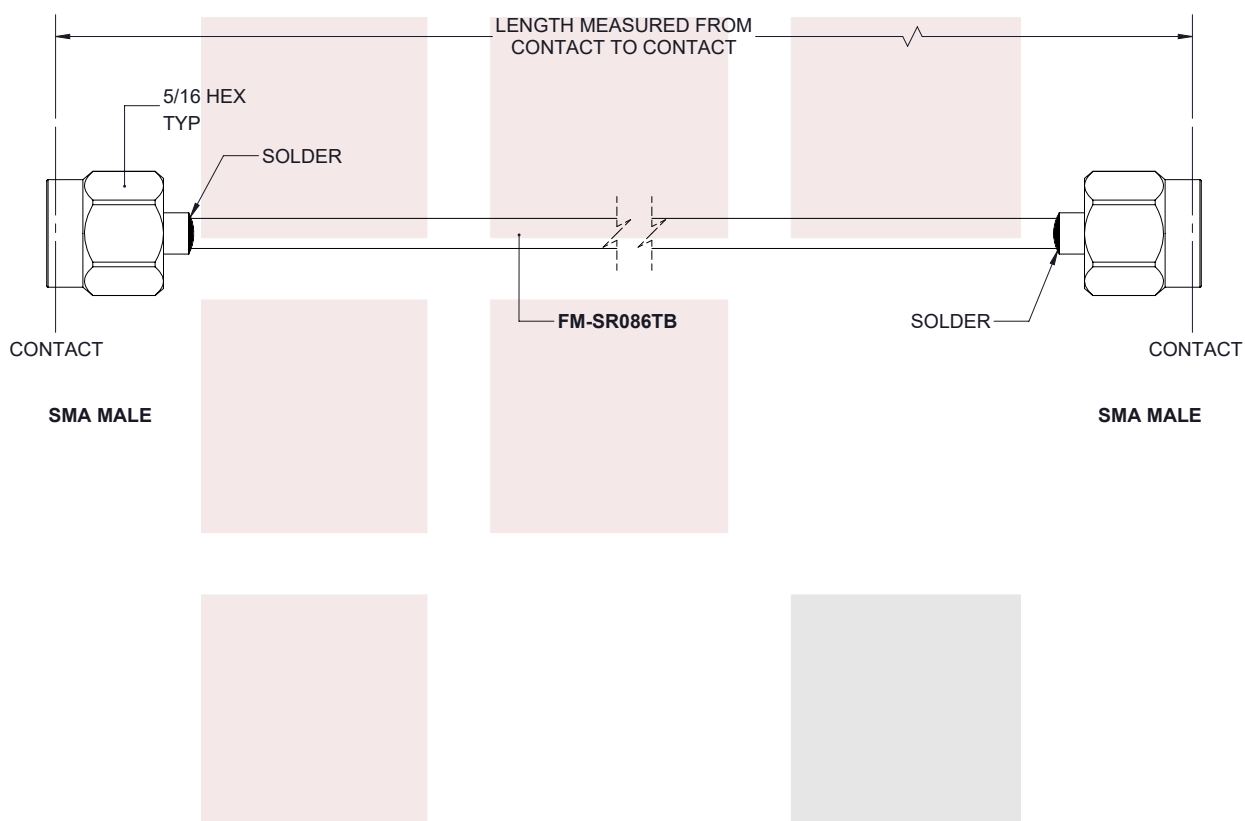 LENGTH MEASURED FROM
CONTACT TO CONTACT
5/16 HEX
TYP
SOLDER
FM-SR086TB
SOLDER
CONTACT
CONTACT
SMA MALE
SMA MALE